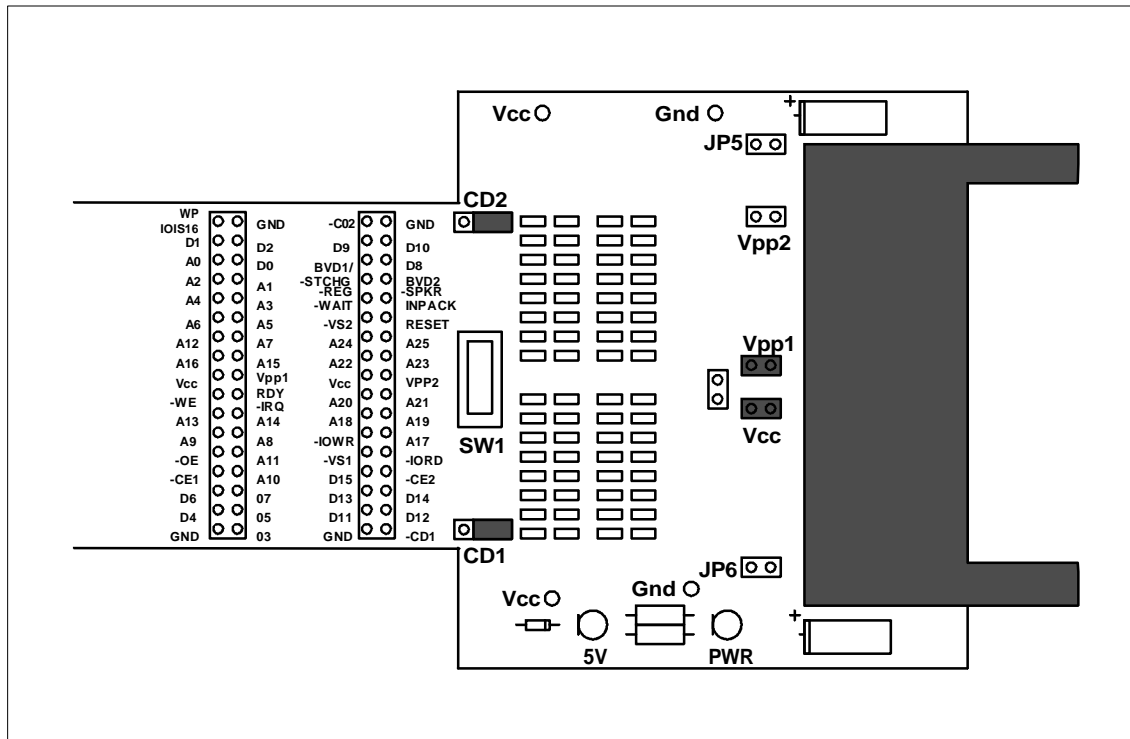 Vcc
Gnd
+
JP5
CD2
Vpp2
WP
IOIS16
GND
-C02
GND
D1
D2
D9
D10
A0
D0
BVD1/
D8
A2
A1
-STCHG
BVD2
-REG
-SPKR
A4
A3
-WAIT
INPACK
A6
A5
-VS2
RESET
A12
A7
A24
A25
Vpp1
A16
A15
A22
A23
Vcc
Vpp1
Vcc
VPP2
-WE
RDY
-IRQ
A20
A21
A13
A14
A18
A19
Vcc
A9
A8
-IOWR
A17
SW1
-OE
A11
-VS1
-IORD
-CE1
A10
D15
-CE2
D6
07
D13
D14
D4
05
D11
D12
GND
03
GND
-CD1
CD1
JP6
Gnd
Vcc
+
5V
PWR